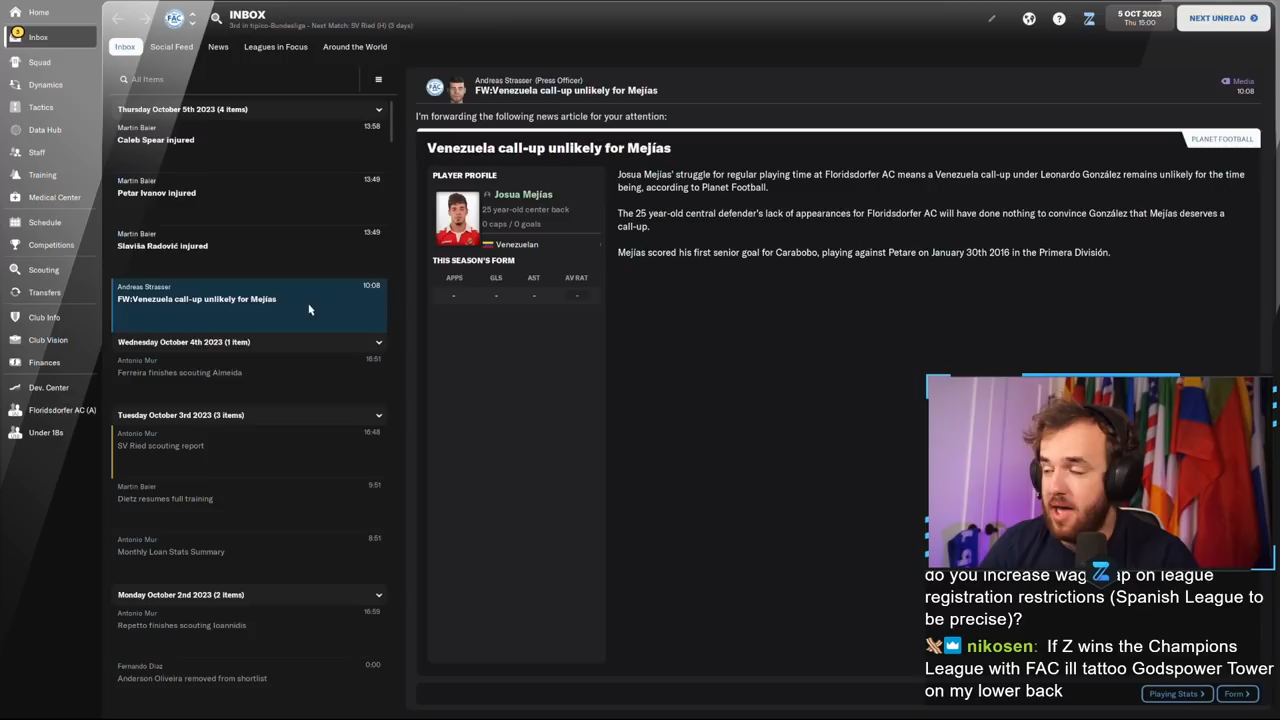 Home
Inbox
3
Squad
Dynamics
Tactics
Data Hub
Staff
Training
Medical Center
Schedule
Competitions
Scouting
Transfers
Club Info
Club Vision
Finances
Dev. Center
Floridsdorfer AC (A)
Under 18s
FAC
INBOX
3rd in tipico-Bundesliga - Next Match: SV Ried (H) (3 days)
5 OCT 2023
Thu 15:00
NEXT UNREAD
Inbox
Social Feed
News
Leagues in Focus
Around the World
All Items
Thursday October 5th 2023 (4 items)
Martin Baier 13:58
Caleb Spear injured
Martin Baier 13:49
Petar Ivanov injured
Martin Baier 13:49
Slaviša Radović injured
Andreas Strasser 10:08
FW:Venezuela call-up unlikely for Mejías
Wednesday October 4th 2023 (1 item)
Antonio Mur 16:51
Ferreira finishes scouting Almeida
Tuesday October 3rd 2023 (3 items)
Antonio Mur 16:48
SV Ried scouting report
Martin Baier 9:51
Dietz resumes full training
Antonio Mur 8:51
Monthly Loan Stats Summary
Monday October 2nd 2023 (2 items)
Antonio Mur 16:59
Repetto finishes scouting Ioannidis
Fernando Diaz 0:00
Anderson Oliveira removed from shortlist
FAC
Andreas Strasser (Press Officer)
FW:Venezuela call-up unlikely for Mejías
Media
10:08
I'm forwarding the following news article for your attention:
PLANET FOOTBALL
Venezuela call-up unlikely for Mejías
PLAYER PROFILE
Josua Mejías
25 year-old center back
0 caps / 0 goals
Venezuelan
THIS SEASON'S FORM
APPS GLS AST AV RAT
- - - -
Josua Mejías' struggle for regular playing time at Floridsdorfer AC means a Venezuela call-up under Leonardo González remains unlikely for the time
being, according to Planet Football.
The 25 year-old central defender's lack of appearances for Floridsdorfer AC will have done nothing to convince González that Mejías deserves a
call-up.
Mejías scored his first senior goal for Carabobo, playing against Petare on January 30th 2016 in the Primera División.
do you increase wag ap on league
registration restrictions (Spanish League to
be precise)?
nikosen: If Z wins the Champions
League with FAC ill tattoo Godspower Tower
on my lower back
Playing Stats
Form